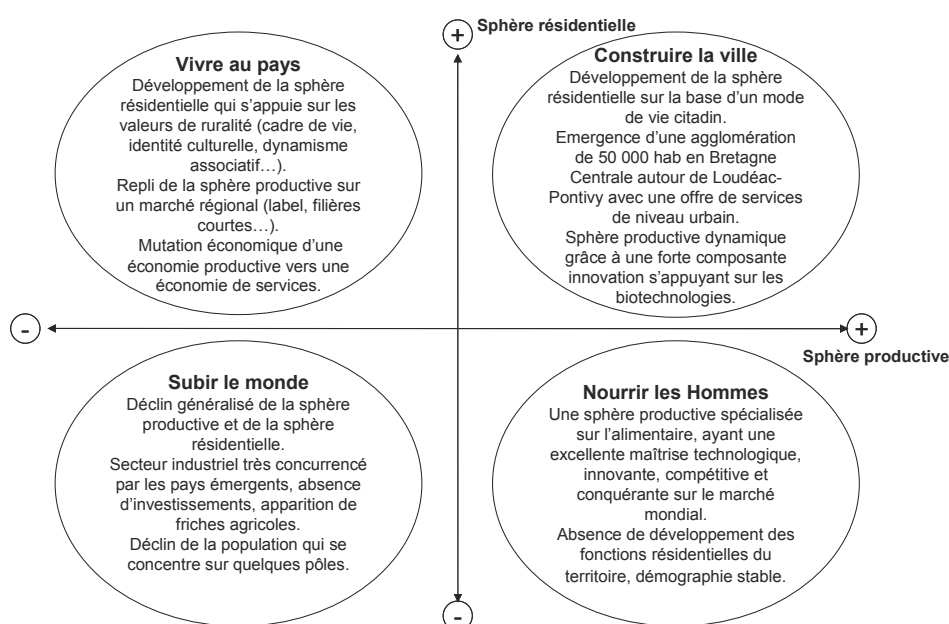 +
Sphère résidentielle
Vivre au pays
Développement de la sphère
résidentielle qui s'appuie sur les
valeurs de ruralité (cadre de vie,
identité culturelle, dynamisme
associatif…).
Repli de la sphère productive sur
un marché régional (label, filières
courtes…).
Mutation économique d'une
économie productive vers une
économie de services.
Construire la ville
Développement de la sphère
résidentielle sur la base d'un mode
de vie citadin.
Emergence d'une agglomération
de 50 000 hab en Bretagne
Centrale autour de Loudéac-
Pontivy avec une offre de services
de niveau urbain.
Sphère productive dynamique
grâce à une forte composante
innovation s'appuyant sur les
biotechnologies.
-
+
Sphère productive
Subir le monde
Déclin généralisé de la sphère
productive et de la sphère
résidentielle.
Secteur industriel très concurrencé
par les pays émergents, absence
d'investissements, apparition de
friches agricoles.
Déclin de la population qui se
concentre sur quelques pôles.
Nourrir les Hommes
Une sphère productive spécialisée
sur l'alimentaire, ayant une
excellente maîtrise technologique,
innovante, compétitive et
conquérante sur le marché
mondial.
Absence de développement des
fonctions résidentielles du
territoire, démographie stable.
-